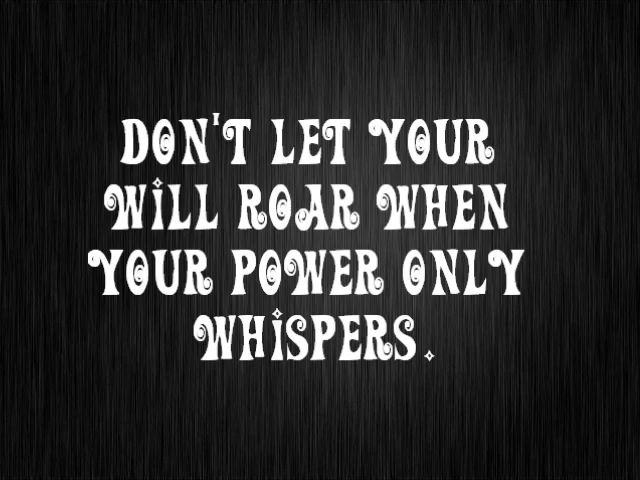 DON'T LET YOUR
WiLL ROAR WHEN
YOUR POWER ONLY
WHiSPERS.